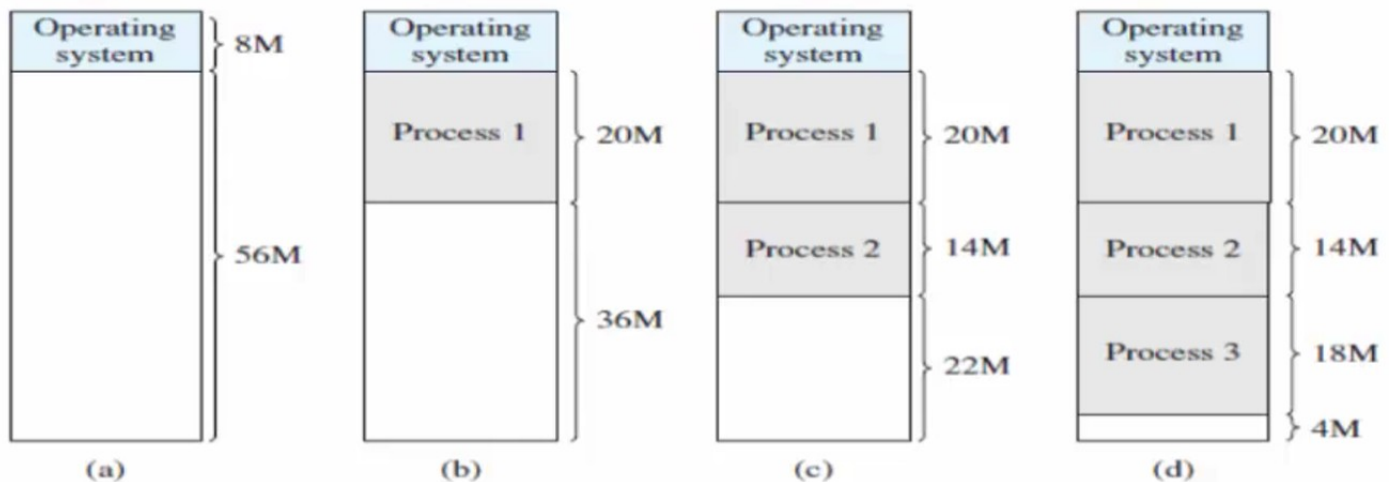 Operating
system
8M
56M
(a)
Operating
system
Process 1
20M
36M
(b)
Operating
system
Process 1
20M
Process 2
14M
22M
(c)
Operating
system
Process 1
20M
Process 2
14M
Process 3
18M
4M
(d)